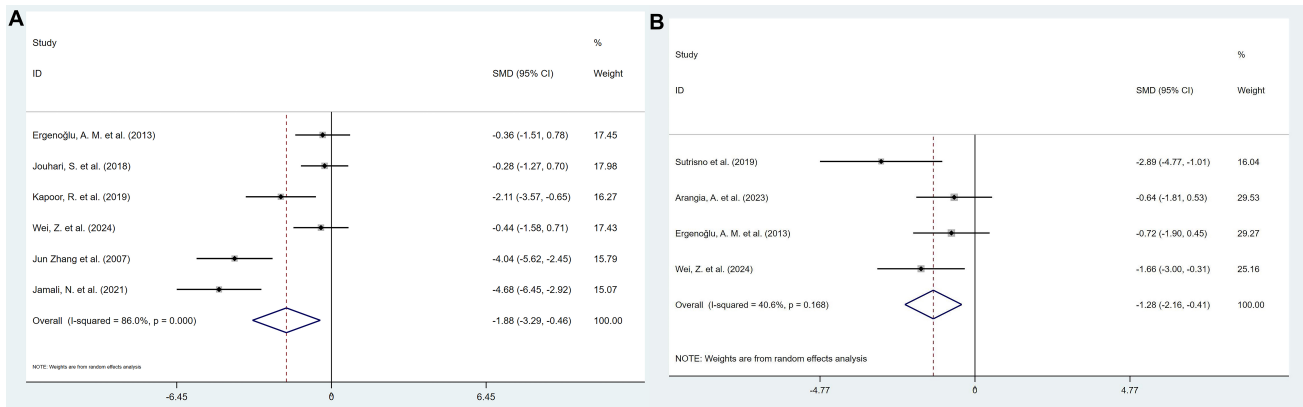 A
Study %
ID SMD (95% CI) Weight
Ergenoğlu, A. M. et al. (2013) -0.36 (-1.51, 0.78) 17.45
Jouhari, S. et al. (2018) -0.28 (-1.27, 0.70) 17.98
Kapoor, R. et al. (2019) -2.11 (-3.57, -0.65) 16.27
Wei, Z. et al. (2024) -0.44 (-1.58, 0.71) 17.43
Jun Zhang et al. (2007) -4.04 (-5.62, -2.45) 15.79
Jamali, N. et al. (2021) -4.68 (-6.45, -2.92) 15.07
Overall (I-squared = 86.0%, p = 0.000) -1.88 (-3.29, -0.46) 100.00
NOTE: Weights are from random effects analysis
-6.45 0 6.45
B
Study %
ID SMD (95% CI) Weight
Sutrisno et al. (2019) -2.89 (-4.77, -1.01) 16.04
Arangia, A. et al. (2023) -0.64 (-1.81, 0.53) 29.53
Ergenoğlu, A. M. et al. (2013) -0.72 (-1.90, 0.45) 29.27
Wei, Z. et al. (2024) -1.66 (-3.00, -0.31) 25.16
Overall (I-squared = 40.6%, p = 0.168) -1.28 (-2.16, -0.41) 100.00
NOTE: Weights are from random effects analysis
-4.77 0 4.77